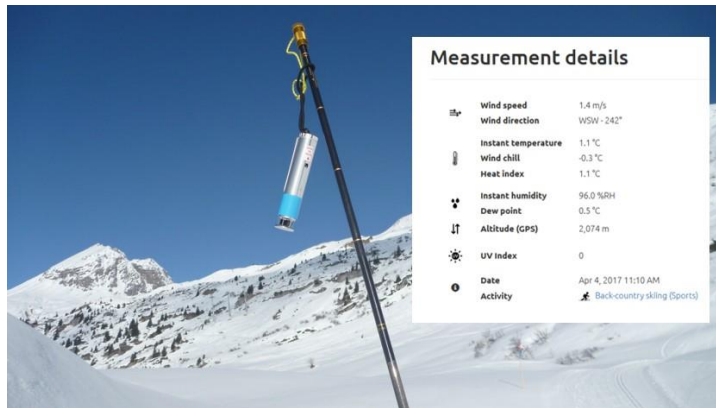 Measurement details
Wind speed 1.4 m/s
Wind direction WSW - 242°
Instant temperature 1.1 °C
Wind chill -0.3 °C
Heat index 1.1 °C
Instant humidity 96.0 %RH
Dew point 0.5 °C
Altitude (GPS) 2,074 m
UV Index 0
Date Apr 4, 2017 11:10 AM
Activity Back-country skiing (Sports)